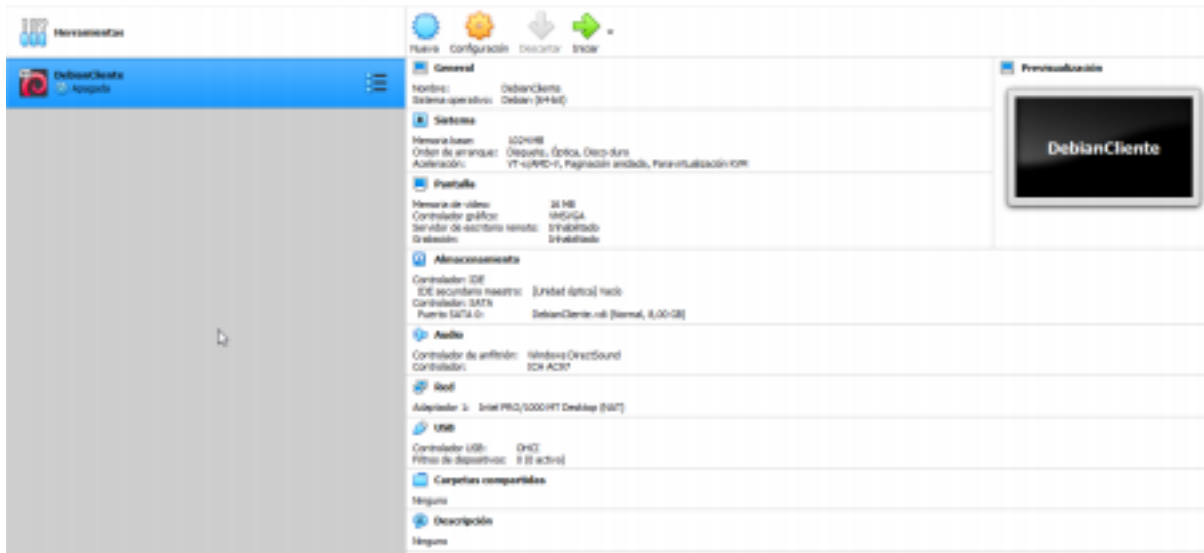 Herramientas
Nueva Configuración Descartar Iniciar
DebianCliente
Apagada
General
Nombre: DebianCliente
Sistema operativo: Debian (64-bit)
Previsualización
DebianCliente
Sistema
Memoria base: 1024 MB
Orden de arranque: Disquete, Óptica, Disco duro
Aceleración: VT-x/AMD-V, Paginación anidada, Paravirtualización KVM
Pantalla
Memoria de vídeo: 16 MB
Controlador gráfico: VMSVGA
Servidor de escritorio remoto: Inhabilitado
Grabación: Inhabilitado
Almacenamiento
Controlador: IDE
IDE secundario maestro: [Unidad óptica] Vacío
Controlador: SATA
Puerto SATA 0: DebianCliente.vdi (Normal, 8,00 GB)
Audio
Controlador de anfitrión: Windows DirectSound
Controlador: ICH AC97
Red
Adaptador 1: Intel PRO/1000 MT Desktop (NAT)
USB
Controlador USB: OHCI
Filtros de dispositivos: 0 (0 activo)
Carpetas compartidas
Ninguno
Descripción
Ninguno